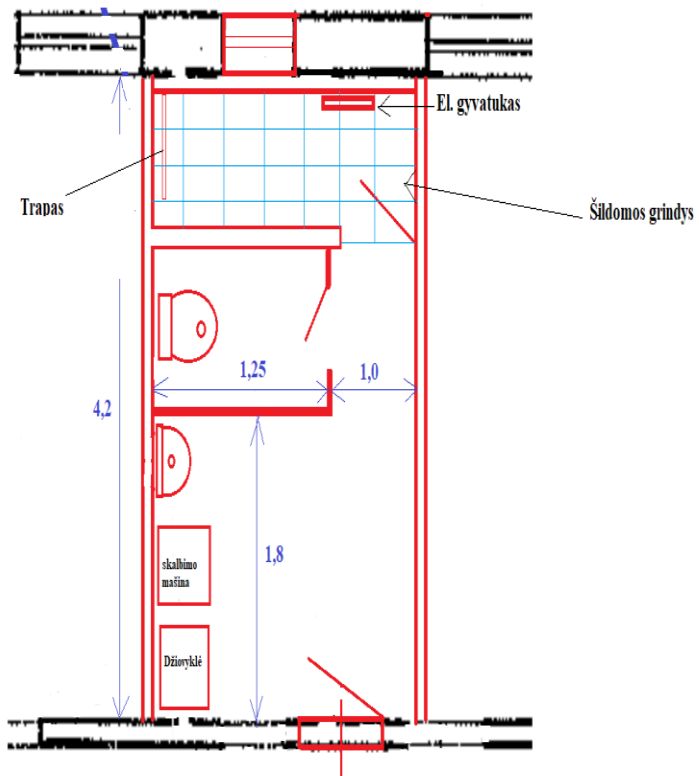 El. gyvatukas
Trapas
Šildomos grindys
1,25
1,0
4,2
1,8
skalbimo
mašina
Džiovyklė